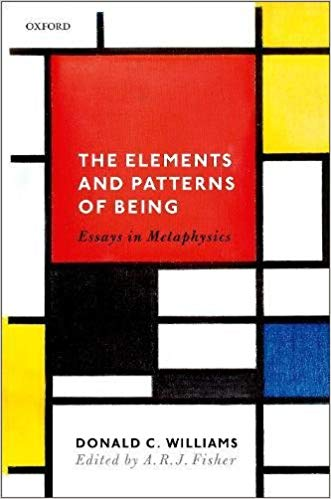 OXFORD
THE ELEMENTS
AND PATTERNS
OF BEING
Essays in Metaphysics
DONALD C. WILLIAMS
Edited by A. R. J. Fisher